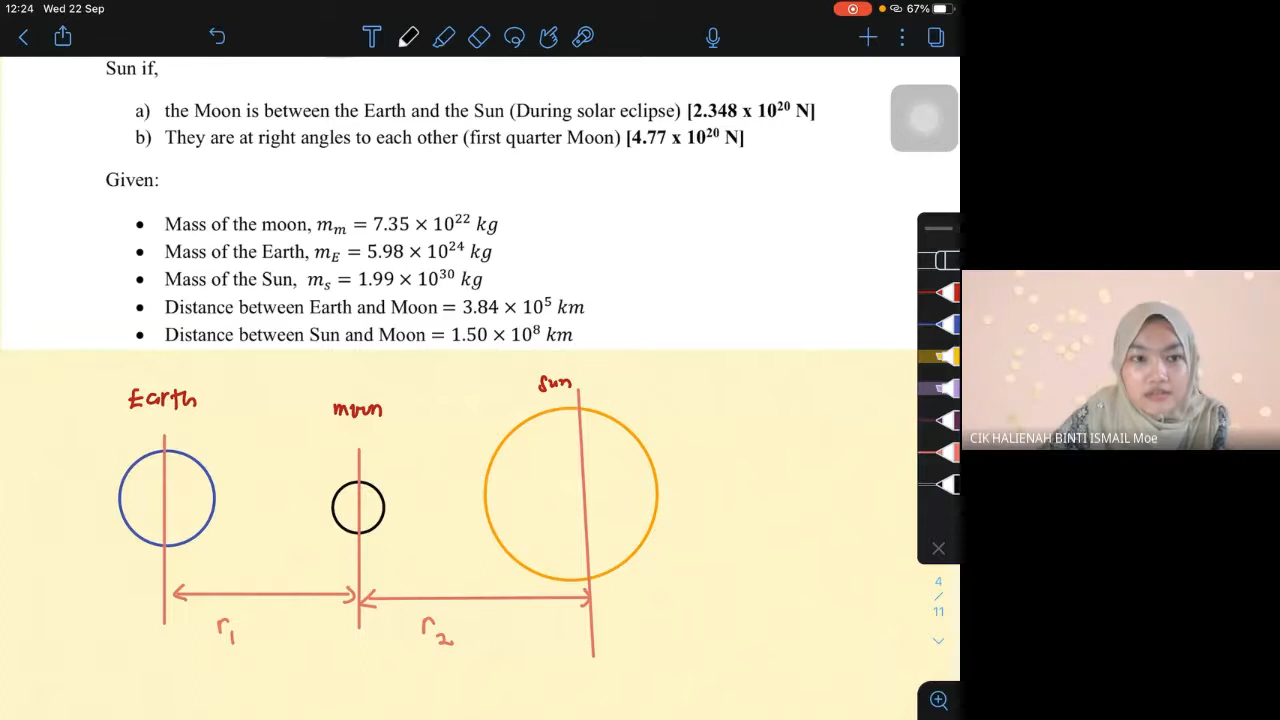 12:24 Wed 22 Sep
67%
Sun if,
a) the Moon is between the Earth and the Sun (During solar eclipse) [2.348 x 10²⁰ N]
b) They are at right angles to each other (first quarter Moon) [4.77 x 10²⁰ N]
Given:
• Mass of the moon, mₘ = 7.35 × 10²² kg
• Mass of the Earth, m_E = 5.98 × 10²⁴ kg
• Mass of the Sun, mₛ = 1.99 × 10³⁰ kg
• Distance between Earth and Moon = 3.84 × 10⁵ km
• Distance between Sun and Moon = 1.50 × 10⁸ km
Earth
moon
Sun
r₁
r₂
4
/
11
CIK HALIENAH BINTI ISMAIL Moe